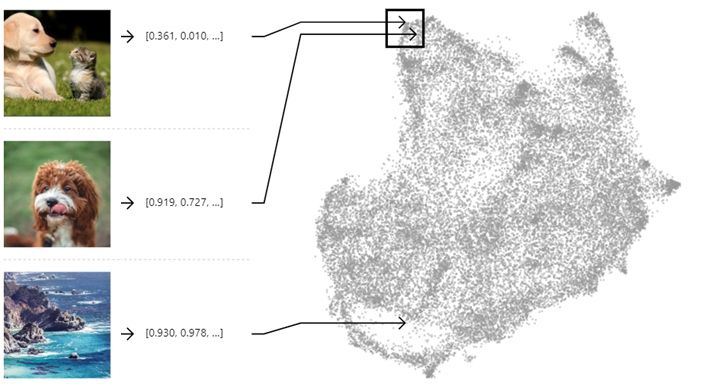 [0.361, 0.010, ...]
[0.919, 0.727, ...]
[0.930, 0.978, ...]